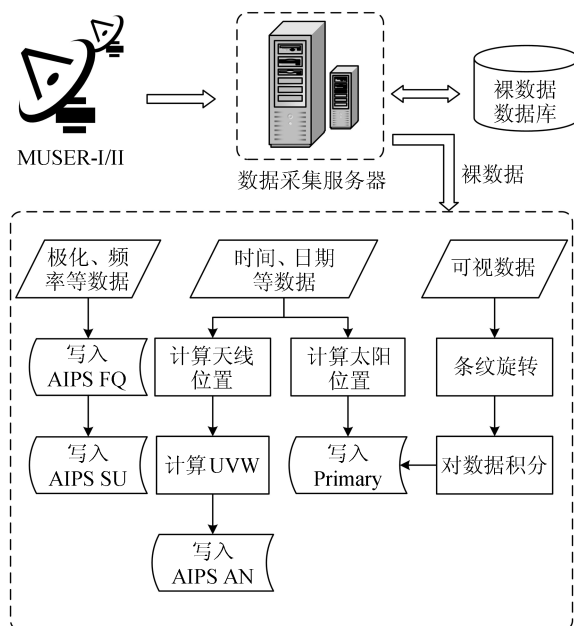 MUSER-I/II
数据采集服务器
裸数据
数据库
裸数据
极化、频
率等数据
时间、日期
等数据
可视数据
写入
AIPS FQ
计算天线
位置
计算太阳
位置
条纹旋转
写入
AIPS SU
计算UVW
写入
Primary
对数据积分
写入
AIPS AN